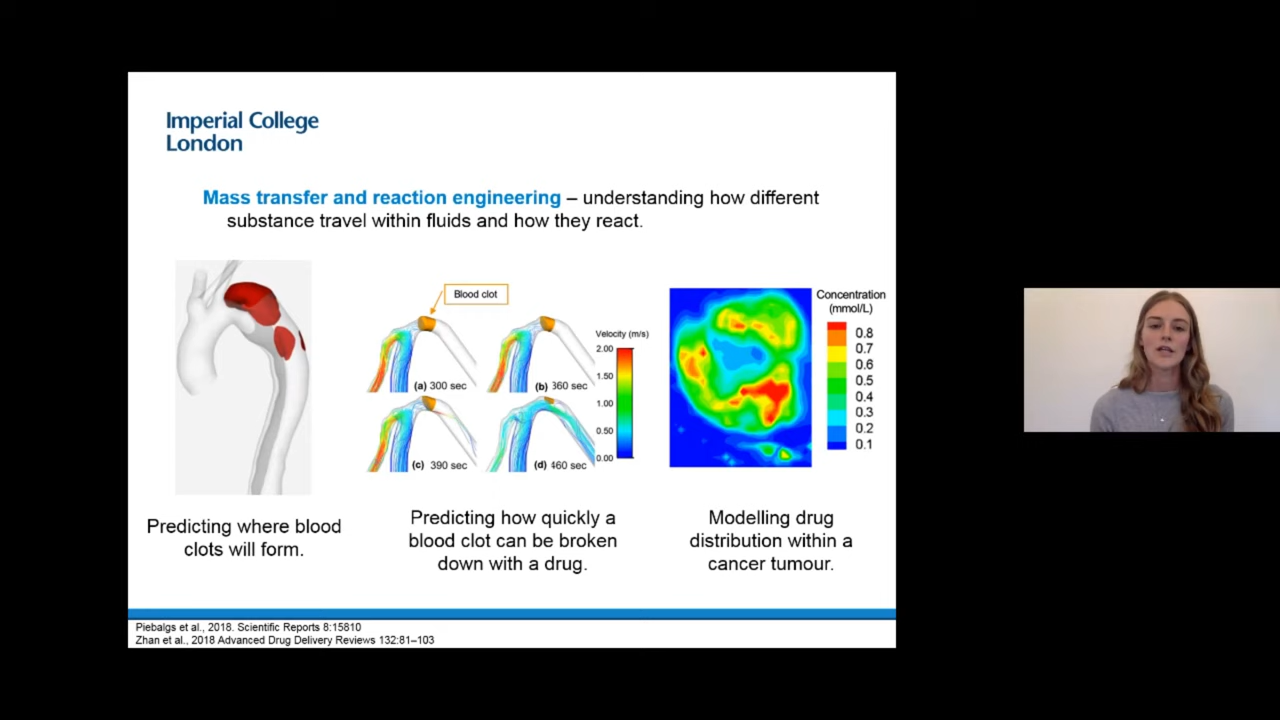 Imperial College
London
Mass transfer and reaction engineering – understanding how different
substance travel within fluids and how they react.
Blood clot
(a) 300 sec
(b) 360 sec
(c) 390 sec
(d) 460 sec
Velocity (m/s)
2.00
1.50
1.00
0.50
0.00
Concentration
(mmol/L)
0.8
0.7
0.6
0.5
0.4
0.3
0.2
0.1
Predicting where blood
clots will form.
Predicting how quickly a
blood clot can be broken
down with a drug.
Modelling drug
distribution within a
cancer tumour.
Piebalgs et al., 2018. Scientific Reports 8:15810
Zhan et al., 2018 Advanced Drug Delivery Reviews 132:81–103